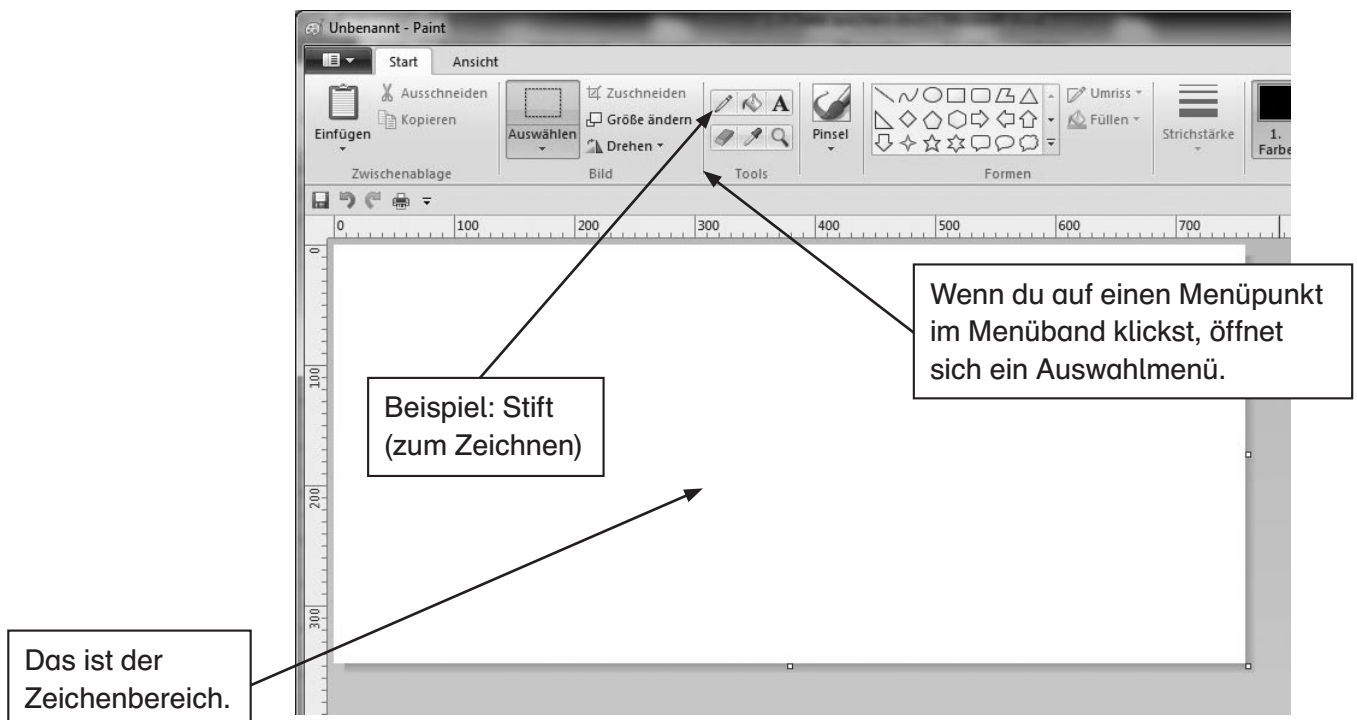 Unbenannt - Paint
Start Ansicht
Einfügen
Ausschneiden
Kopieren
Zwischenablage
Auswählen
Zuschneiden
Größe ändern
Drehen
Bild
A
Tools
Pinsel
Formen
Umriss
Füllen
Strichstärke
1.
Farbe
0 100 200 300 400 500 600 700
0
100
200
300
Wenn du auf einen Menüpunkt
im Menüband klickst, öffnet
sich ein Auswahlmenü.
Beispiel: Stift
(zum Zeichnen)
Das ist der
Zeichenbereich.